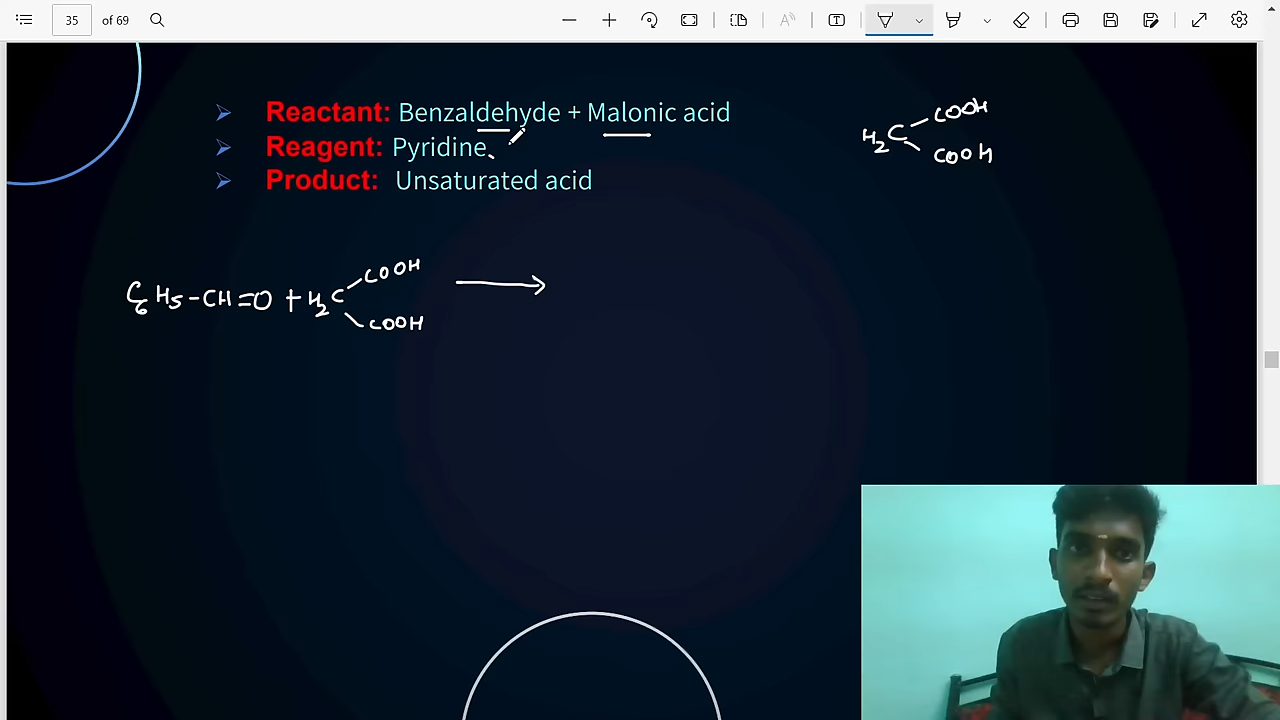 35 of 69
Reactant: Benzaldehyde + Malonic acid
Reagent: Pyridine
Product: Unsaturated acid
H2C
COOH
COOH
C6H5-CH=O + H2C
COOH
COOH